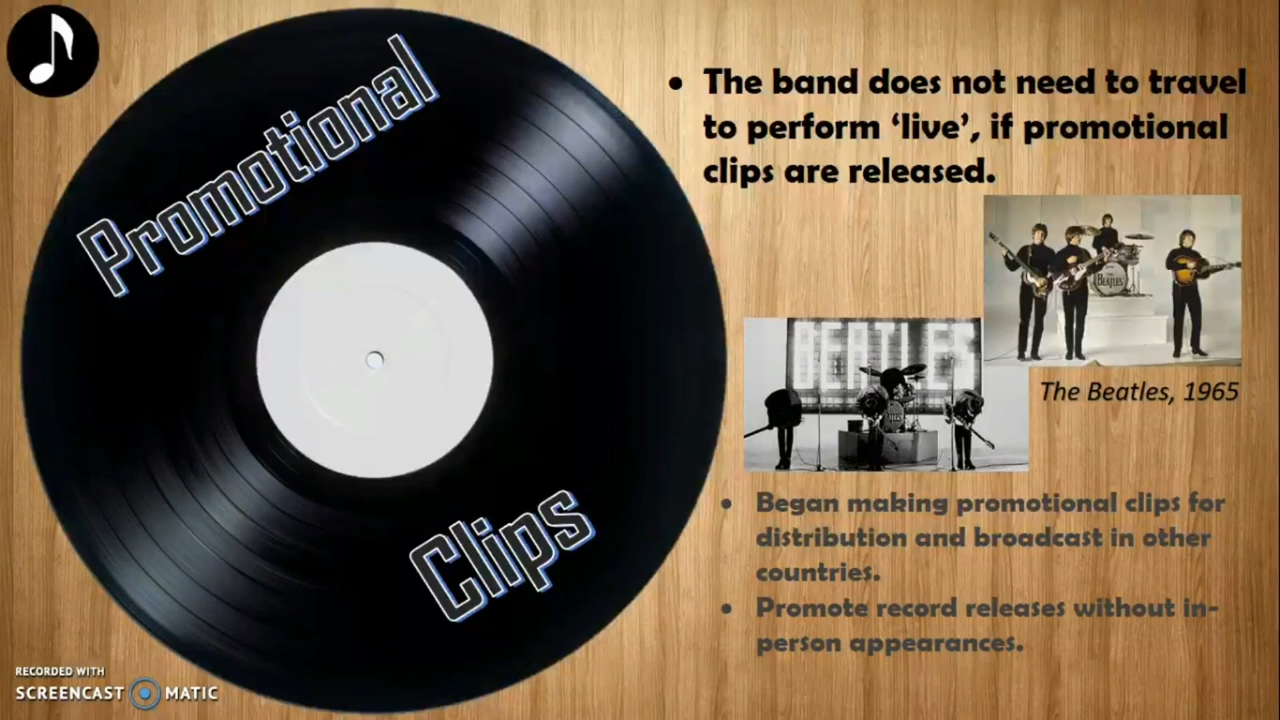 Promotional
Clips
• The band does not need to travel
to perform ‘live’, if promotional
clips are released.
THE
BEATLES
BEATLES
The Beatles, 1965
• Began making promotional clips for
distribution and broadcast in other
countries.
• Promote record releases without in-
person appearances.
RECORDED WITH
SCREENCAST MATIC